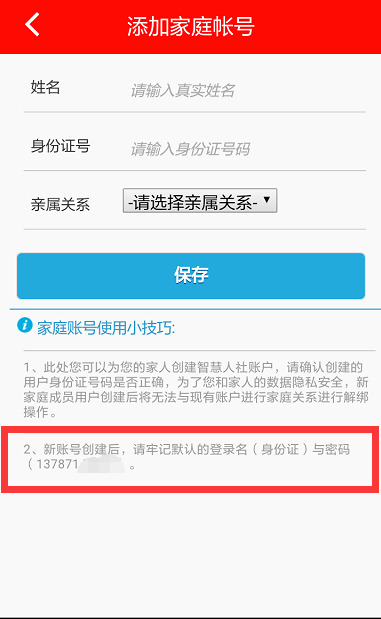 添加家庭帐号
姓名 请输入真实姓名
身份证号 请输入身份证号码
亲属关系 -请选择亲属关系-
保存
家庭账号使用小技巧:
1、此处您可以为您的家人创建智慧人社账户，请确认创建的
用户身份证号码是否正确，为了您和家人的数据隐私安全，新
家庭成员用户创建后将无法与现有账户进行家庭关系进行解绑
操作。
2、新账号创建后，请牢记默认的登录名（身份证）与密码
（137871 。